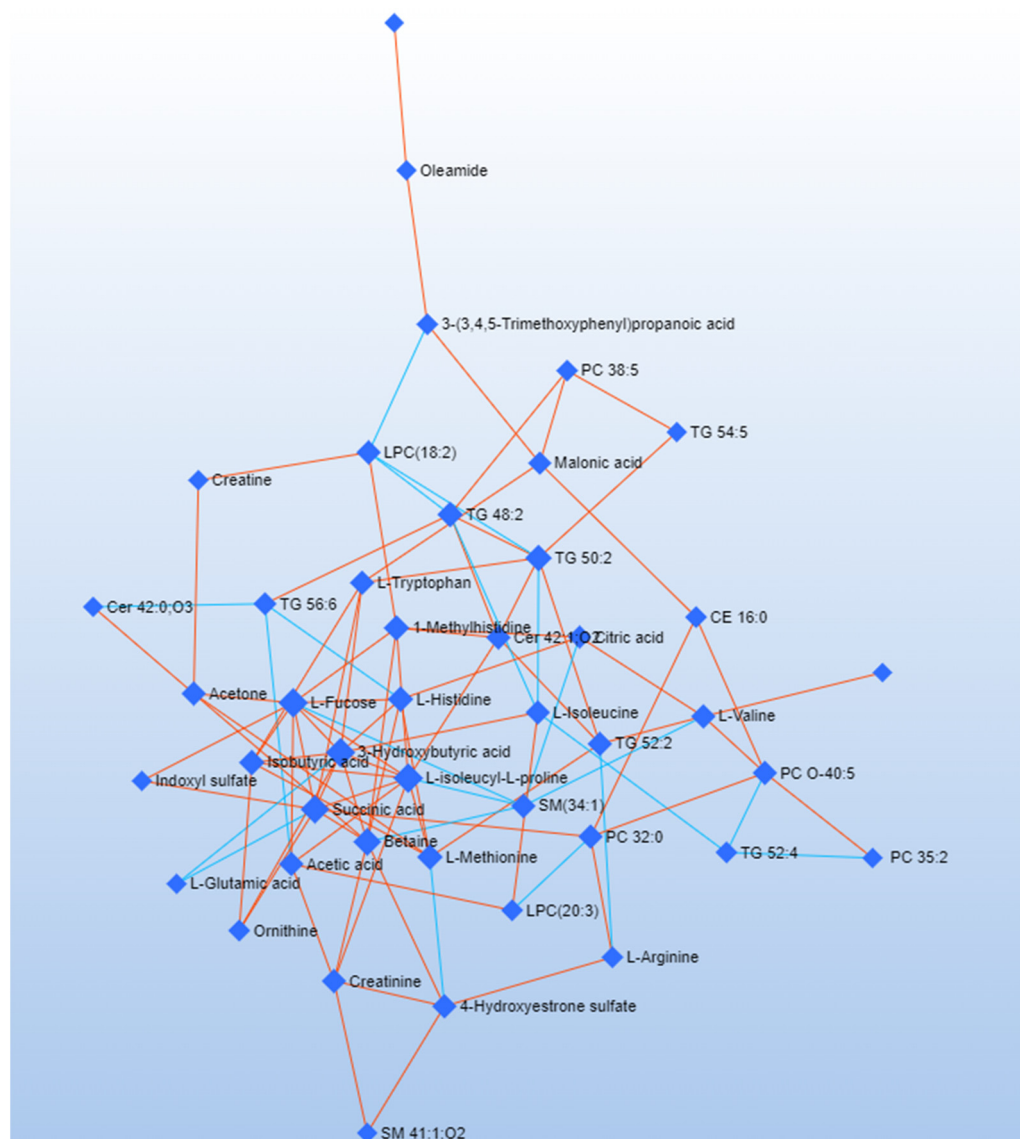 Oleamide
3-(3,4,5-Trimethoxyphenyl)propanoic acid
PC 38:5
TG 54:5
LPC(18:2)
Malonic acid
Creatine
TG 48:2
TG 50:2
L-Tryptophan
TG 56:6
Cer 42:0;O3
CE 16:0
1-Methylhistidine
Cer 42:1;O2
Citric acid
Acetone
L-Fucose
L-Histidine
L-Isoleucine
L-Valine
TG 52:2
3-Hydroxybutyric acid
Isobutyric acid
PC O-40:5
L-isoleucyl-L-proline
Indoxyl sulfate
SM(34:1)
Succinic acid
PC 32:0
Betaine
TG 52:4
L-Methionine
PC 35:2
Acetic acid
L-Glutamic acid
LPC(20:3)
Ornithine
L-Arginine
Creatinine
4-Hydroxyestrone sulfate
SM 41:1;O2